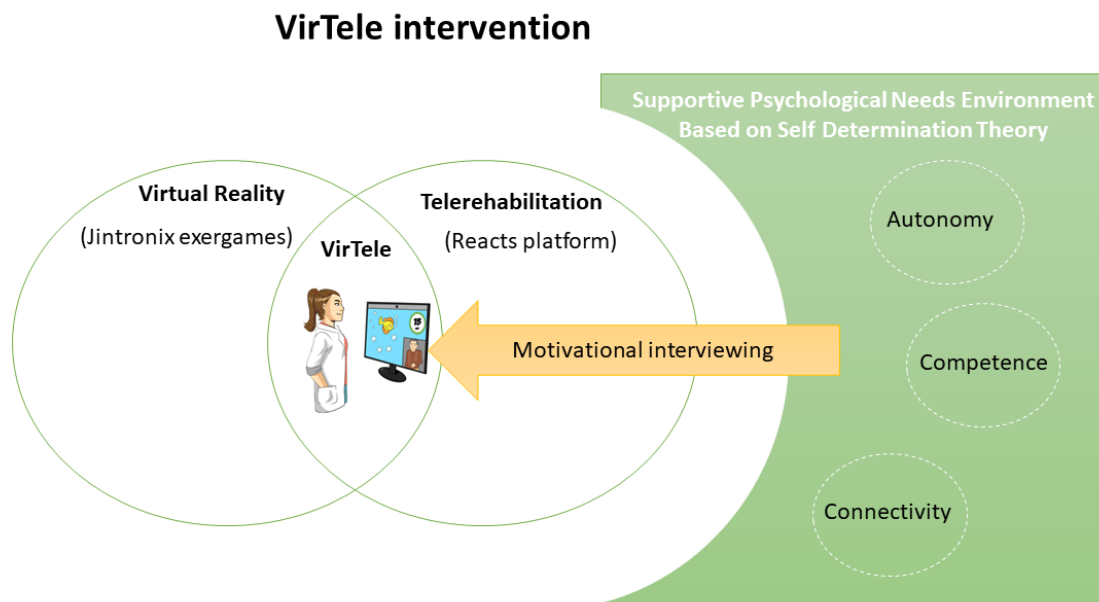 VirTele intervention
Supportive Psychological Needs Environment
Based on Self Determination Theory
Virtual Reality
(Jintronix exergames)
Telerehabilitation
(Reacts platform)
VirTele
15
Motivational interviewing
Autonomy
Competence
Connectivity